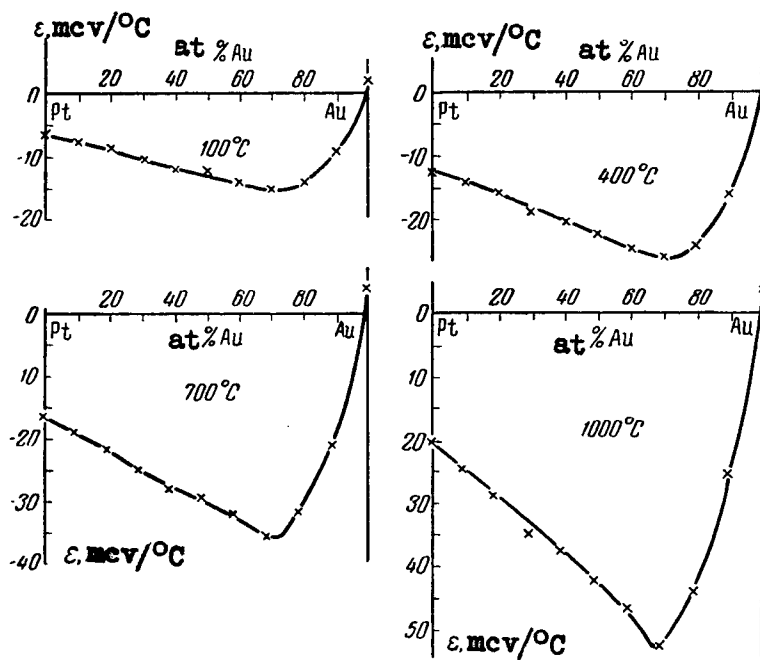 ε, mcv/°C
at % Au
20 40 60 80
0
Pt
Au
100°C
-10
-20
ε, mcv/°C
at % Au
20 40 60 80
0
Pt
Au
400°C
-10
-20
20 40 60 80
0
Pt
Au
at % Au
10
700°C
-20
-30
-40
ε, mcv/°C
20 40 60 80
0
Pt
Au
at % Au
10
1000°C
20
30
40
50
ε, mcv/°C